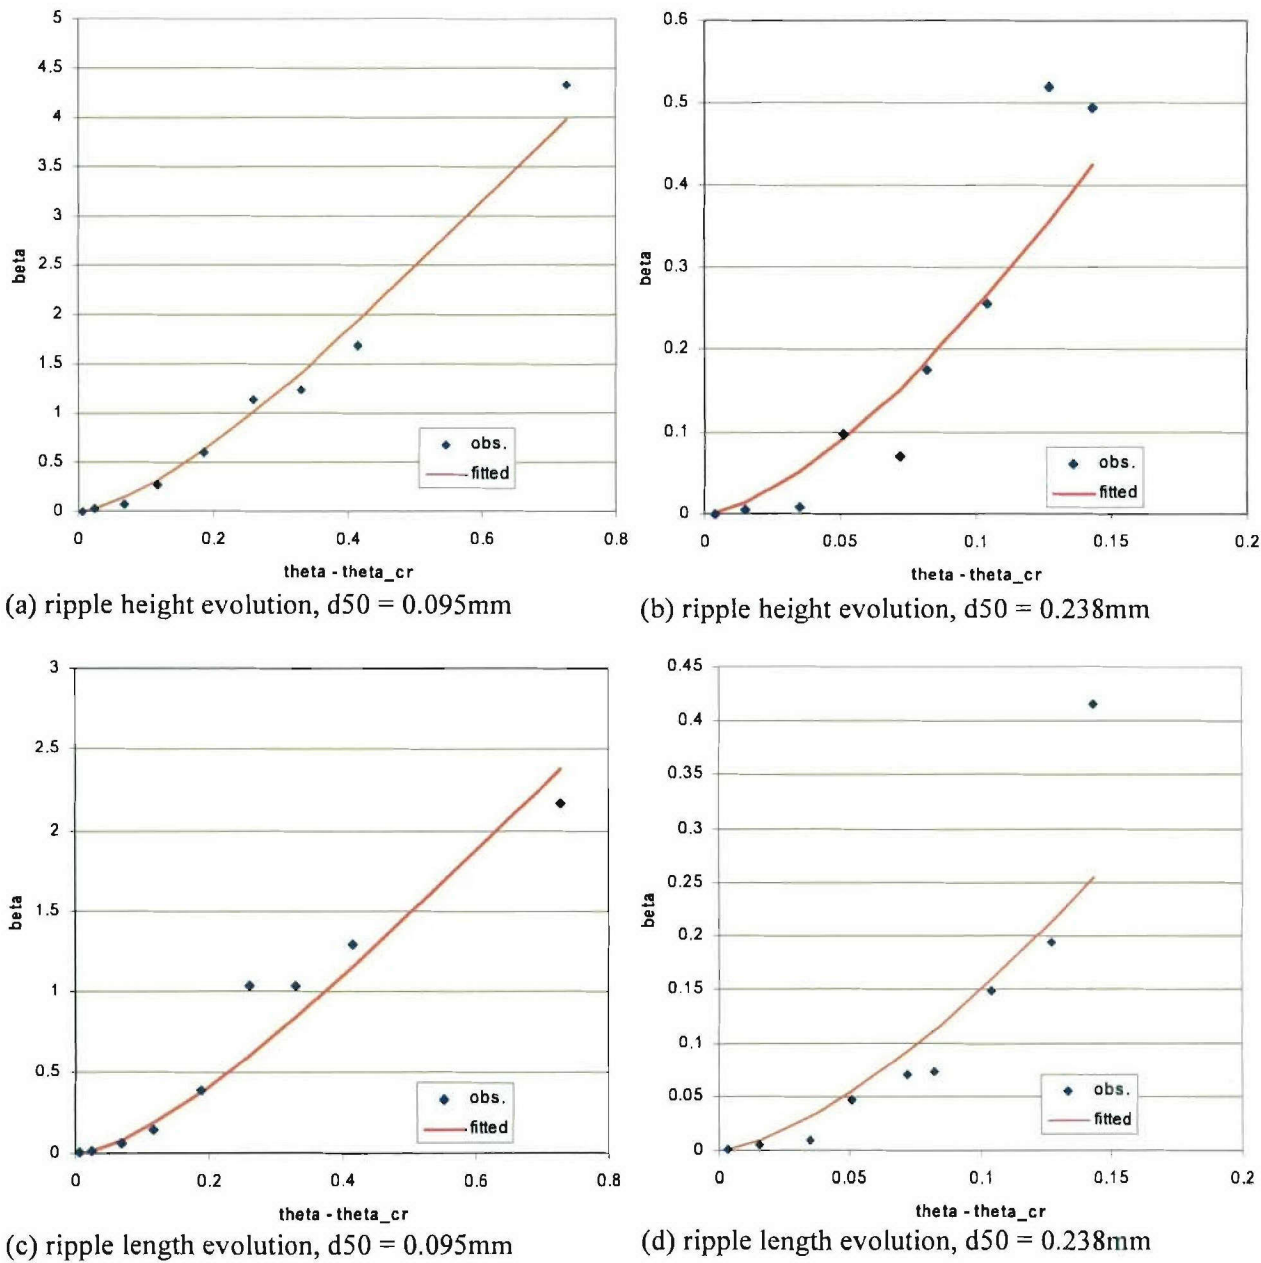 5
4.5
4
3.5
3
2.5
2
1.5
1
0.5
0
beta
obs.
fitted
0 0.2 0.4 0.6 0.8
theta - theta_cr
(a) ripple height evolution, d50 = 0.095mm
0.6
0.5
0.4
0.3
0.2
0.1
0
beta
obs.
fitted
0 0.05 0.1 0.15 0.2
theta - theta_cr
(b) ripple height evolution, d50 = 0.238mm
3
2.5
2
1.5
1
0.5
0
beta
obs.
fitted
0 0.2 0.4 0.6 0.8
theta - theta_cr
(c) ripple length evolution, d50 = 0.095mm
0.45
0.4
0.35
0.3
0.25
0.2
0.15
0.1
0.05
0
beta
obs.
fitted
0 0.05 0.1 0.15 0.2
theta - theta_cr
(d) ripple length evolution, d50 = 0.238mm